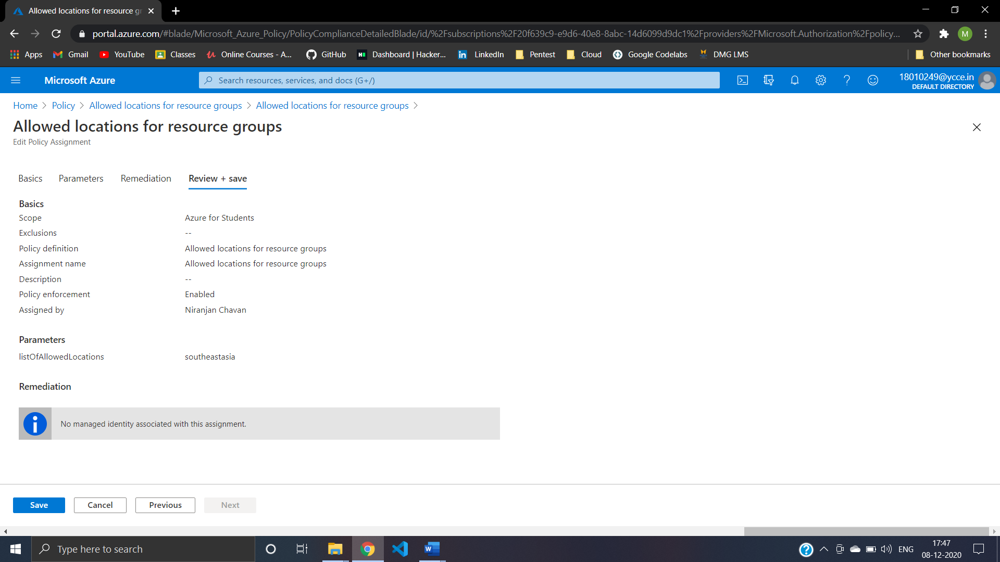 Allowed locations for resource gr
portal.azure.com/#blade/Microsoft_Azure_Policy/PolicyComplianceDetailedBlade/id/%2Fsubscriptions%2F20f639c9-e9d6-40e8-8abc-14d6099d9dc1%2Fproviders%2FMicrosoft.Authorization%2Fpolicy...
M
Apps Gmail YouTube Classes Online Courses - A... GitHub Dashboard | Hacker... LinkedIn Pentest Cloud Google Codelabs DMG LMS Other bookmarks
Microsoft Azure
Search resources, services, and docs (G+/)
18010249@ycce.in
DEFAULT DIRECTORY
Home > Policy > Allowed locations for resource groups > Allowed locations for resource groups >
Allowed locations for resource groups
Edit Policy Assignment
Basics Parameters Remediation Review + save
Basics
Scope Azure for Students
Exclusions --
Policy definition Allowed locations for resource groups
Assignment name Allowed locations for resource groups
Description --
Policy enforcement Enabled
Assigned by Niranjan Chavan
Parameters
listOfAllowedLocations southeastasia
Remediation
No managed identity associated with this assignment.
Save Cancel Previous Next
Type here to search
ENG
17:47
08-12-2020